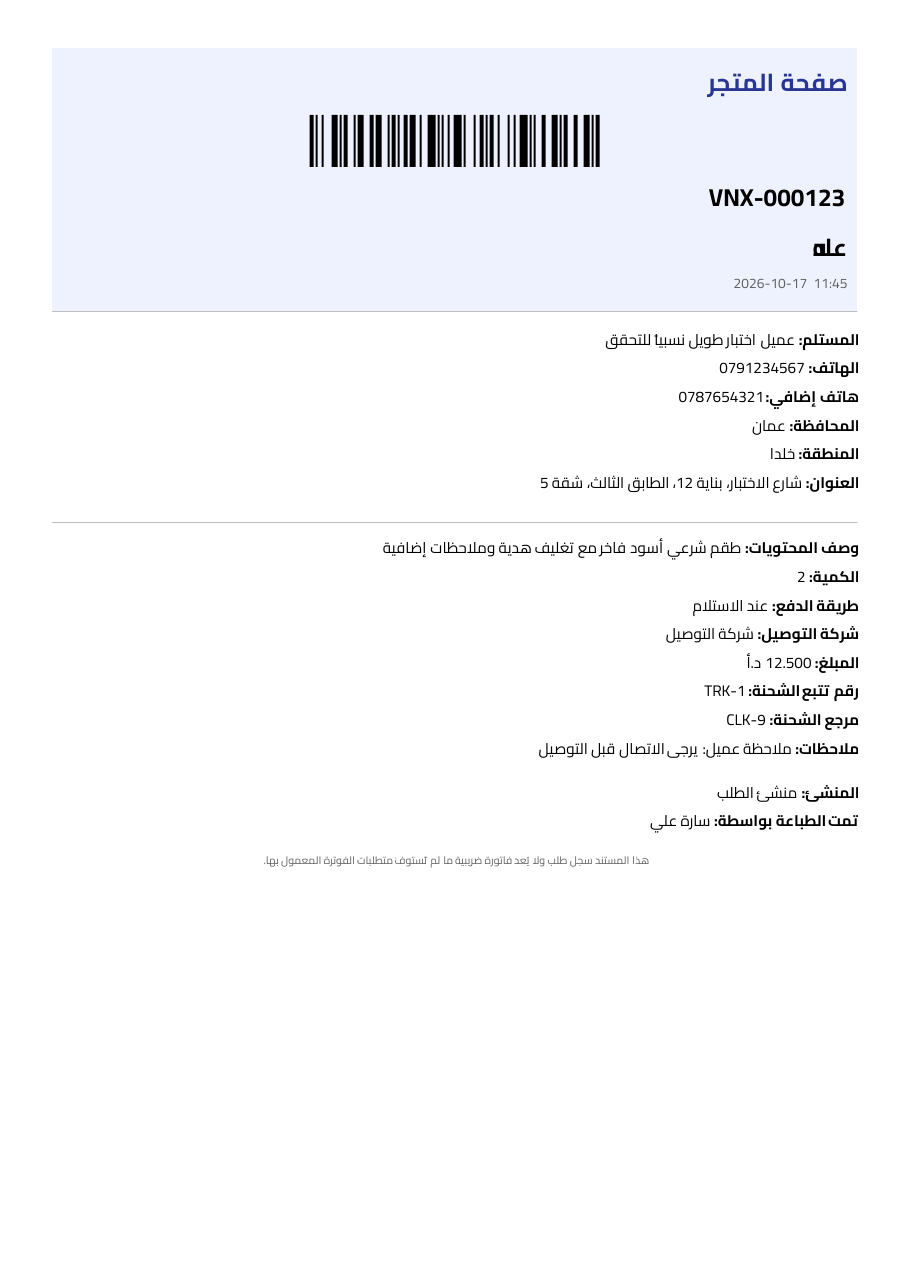 صفحة المتجر
VNX-000123
2026-10-17 11:45
المستلم: عميل اختبار طويل نسبياً للتحقق
الهاتف: 0791234567
هاتف إضافي: 0787654321
المحافظة: عمان
المنطقة: خلدا
العنوان: شارع الاختبار، بناية 12، الطابق الثالث، شقة 5
وصف المحتويات: طقم شرعي أسود فاخر مع تغليف هدية وملاحظات إضافية
الكمية: 2
طريقة الدفع: عند الاستلام
شركة التوصيل: شركة التوصيل
المبلغ: 12.500 د.أ
رقم تتبع الشحنة: TRK-1
مرجع الشحنة: CLK-9
ملاحظات: ملاحظة عميل: يرجى الاتصال قبل التوصيل
المنشئ: منشئ الطلب
تمت الطباعة بواسطة: سارة علي
هذا المستند سجل طلب ولا يُعد فاتورة ضريبية ما لم تُستوف متطلبات الفوترة المعمول بها.